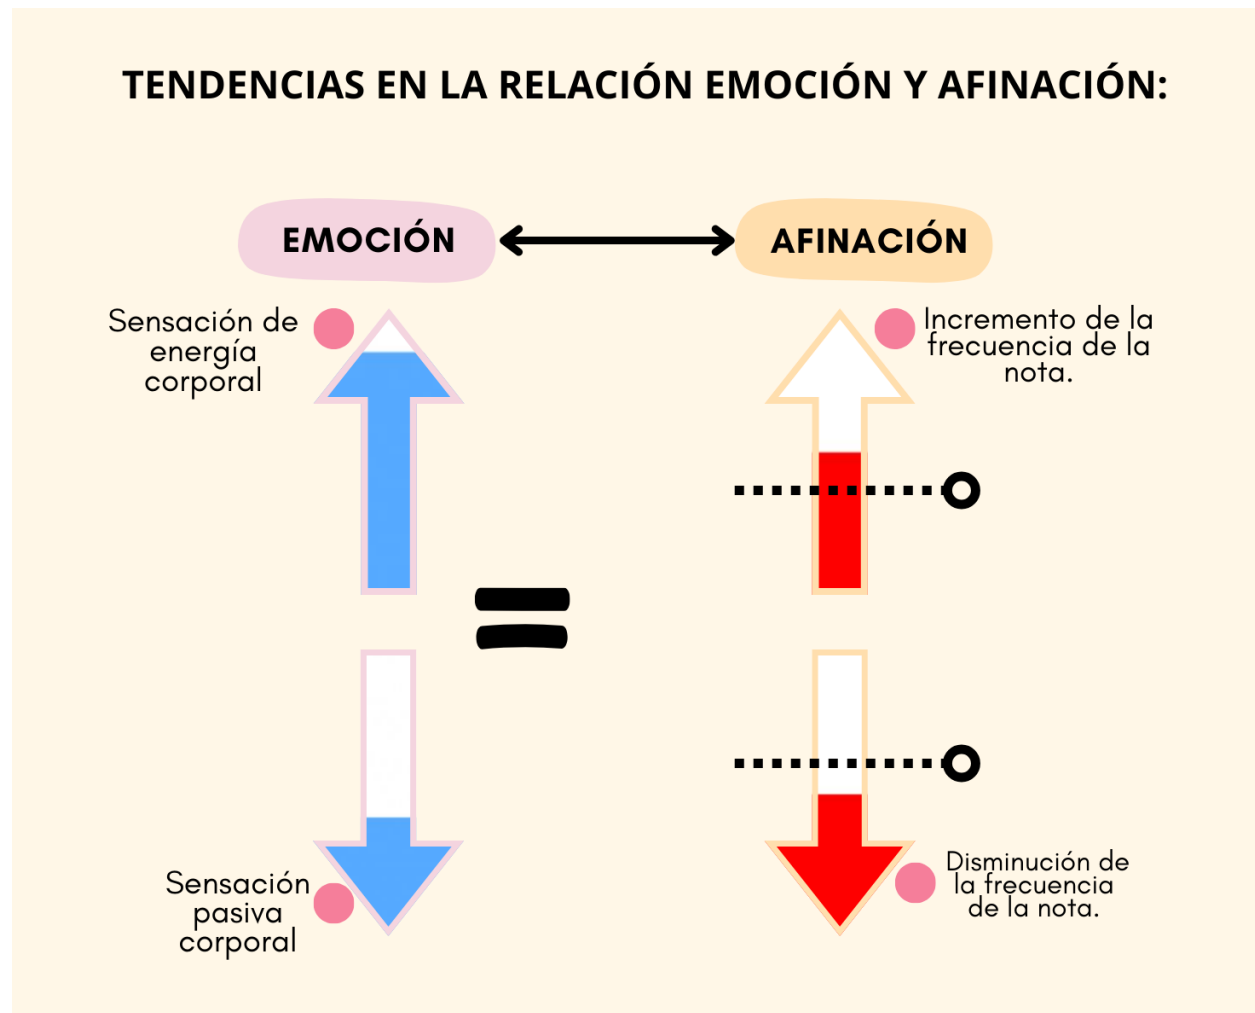 TENDENCIAS EN LA RELACIÓN EMOCIÓN Y AFINACIÓN:
EMOCIÓN
AFINACIÓN
Sensación de
energía
corporal
Incremento de la
frecuencia de la
nota.
Sensación
pasiva
corporal
Disminución de
la frecuencia
de la nota.